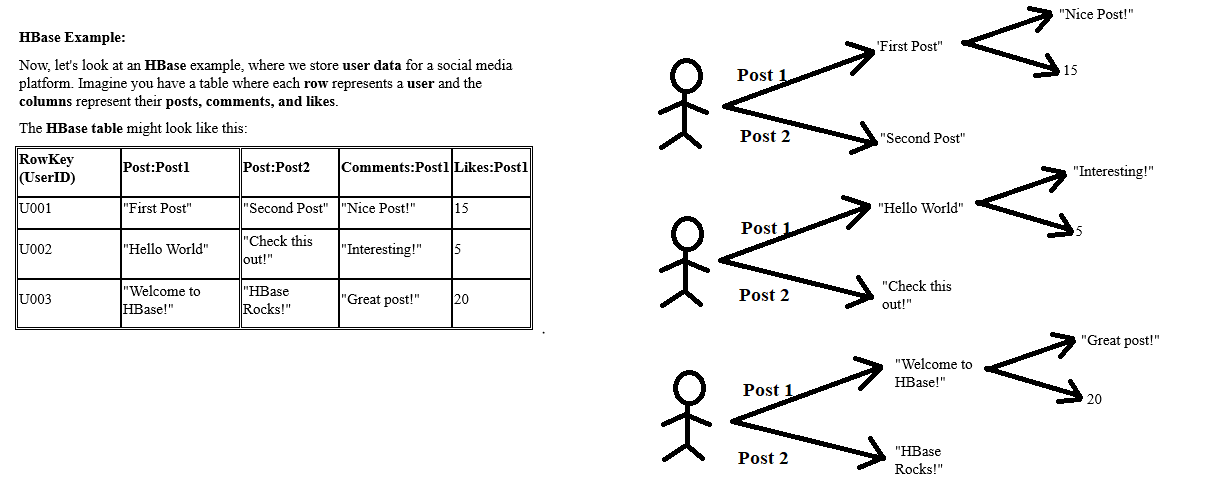 HBase Example:
Now, let's look at an HBase example, where we store user data for a social media
platform. Imagine you have a table where each row represents a user and the
columns represent their posts, comments, and likes.
The HBase table might look like this:
RowKey
(UserID)
Post:Post1
Post:Post2
Comments:Post1
Likes:Post1
U001
"First Post"
"Second Post"
"Nice Post!"
15
U002
"Hello World"
"Check this
out!"
"Interesting!"
5
U003
"Welcome to
HBase!"
"HBase
Rocks!"
"Great post!"
20
.
Post 1
'First Post"
"Nice Post!"
15
Post 2
"Second Post"
Post 1
"Hello World"
"Interesting!"
5
Post 2
"Check this
out!"
Post 1
"Welcome to
HBase!"
"Great post!"
20
Post 2
"HBase
Rocks!"